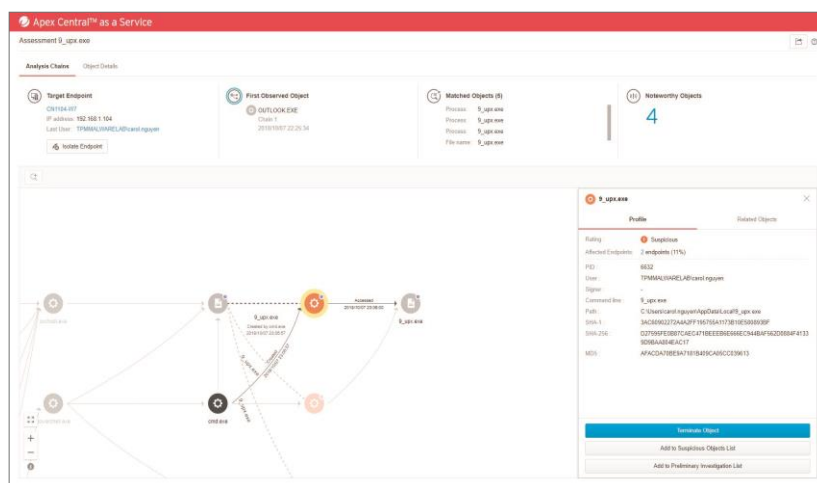 Apex Central™ as a Service
Assessment 9_upx.exe
Analysis Chains Object Details
Target Endpoint
IP address: 192.168.1.104
Last User: TPMMALWARELAB\carol.nguyen
Isolate Endpoint
First Observed Object
OUTLOOK.EXE
Chain 1
Matched Objects (6)
Process 9_upx.exe
Process 9_upx.exe
Process 9_upx.exe
File name 9_upx.exe
Noteworthy Objects
4
9_upx.exe
Created by cmd.exe
Accessed
9_upx.exe
9_upx.exe
9_upx.exe
cmd.exe
9_upx.exe
Profile Related Objects
Rating: Suspicious
Affected Endpoints: 2 endpoints (11%)
PID: 6632
User: TPMMALWARELAB\carol.nguyen
Signer: -
Command line: 9_upx.exe
Path: C:\Users\carol.nguyen\AppData\Local\9_upx.exe
SHA-1:
SHA-256:
MD5:
Terminate Object
Add to Suspicious Objects List
Add to Preliminary Investigation List